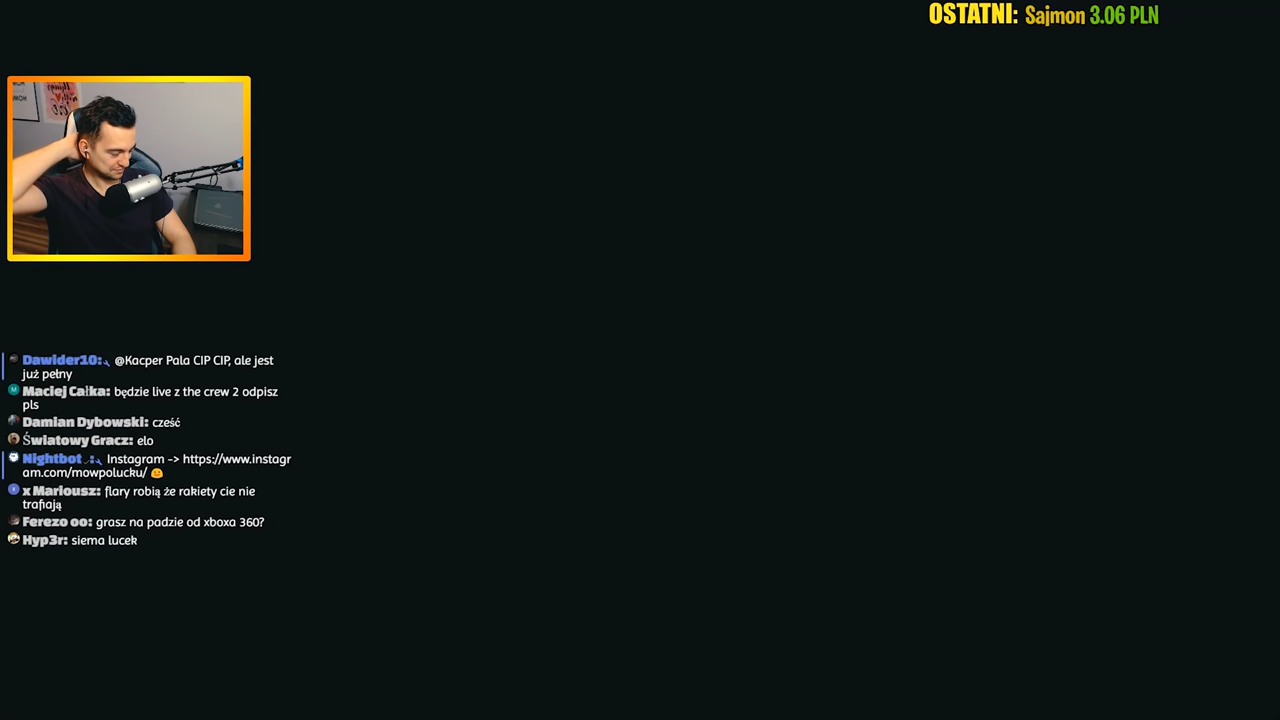 OSTATNI: Sajmon 3.06 PLN
Dawider10: @Kacper Pala CIP CIP, ale jest
już pełny
Maciej Całka: będzie live z the crew 2 odpisz
pls
Damian Dybowski: cześć
Światowy Gracz: elo
Nightbot : Instagram -> https://www.instagr
am.com/mowpolucku/
x Mariousz: flary robią że rakiety cie nie
trafiają
Ferezo oo: grasz na padzie od xboxa 360?
Hyp3r: siema lucek